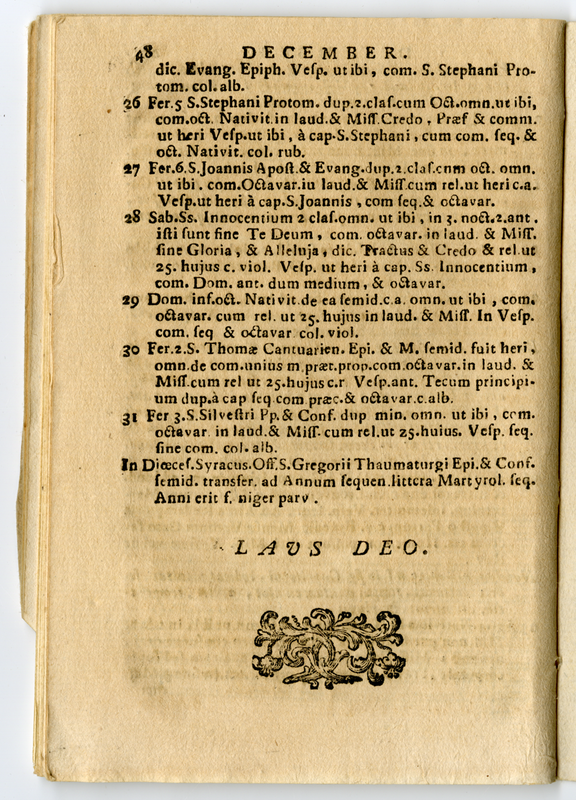 48 DECEMBER.
dic. Evang. Epiph. Veſp. ut ibi, com. S. Stephani Pro-
tom. col. alb.
26 Fer.5 S.Stephani Protom. dup.2.claſ.cum Oct.omn.ut ibi,
com.oct. Nativit.in laud.& Miſſ.Credo, Præf & comm.
ut heri Veſp.ut ibi, à cap.S.Stephani, cum com. ſeq. &
oct. Nativit. col. rub.
27 Fer.6.S.Joannis Apoſt.& Evang.dup.2.claſ.cnm oct. omn.
ut ibi. com.Octavar.iu laud.& Miſſ.cum rel.ut heri c.a.
Veſp.ut heri à cap.S.Joannis, com ſeq.& octavar.
28 Sab.Ss. Innocentium 2 claſ.omn. ut ibi, in 3. noct.2.ant.
iſti ſunt ſine Te Deum, com. octavar. in laud. & Miſſ.
ſine Gloria, & Alleluja, dic. Tractus & Credo & rel.ut
25. hujus c. viol. Veſp. ut heri à cap. Ss. Innocentium,
com. Dom. ant. dum medium, & octavar.
29 Dom. inf.oct. Nativit.de ea ſemid.c.a. omn. ut ibi, com.
octavar. cum rel. ut 25. hujus in laud. & Miſſ. In Veſp.
com. ſeq & octavar col. viol.
30 Fer.2.S. Thomæ Cantuarien. Epi. & M. ſemid. fuit heri,
omn.de com.unius m.præt.prop.com.octavar.in laud. &
Miſſ.cum rel ut 25.hujus c.r Veſp.ant. Tecum principi-
um dup.à cap ſeq com præc.& octavar.c.alb.
31 Fer 3.S.Silveſtri Pp.& Conf. dup min. omn. ut ibi, com.
octavar in laud.& Miſſ. cum rel.ut 25.huius. Veſp. ſeq.
ſine com. col. alb.
In Diœceſ.Syracus.Off.S.Gregorii Thaumaturgi Epi.& Conf.
ſemid. transfer. ad Annum ſequen.littera Martyrol. ſeq.
Anni erit f. niger parv.
LAVS DEO.